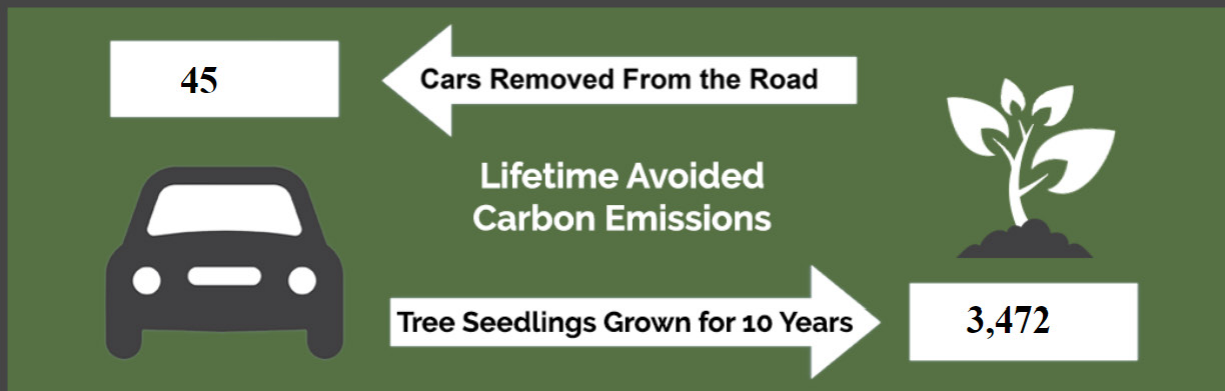 45
Cars Removed From the Road
Lifetime Avoided
Carbon Emissions
Tree Seedlings Grown for 10 Years
3,472